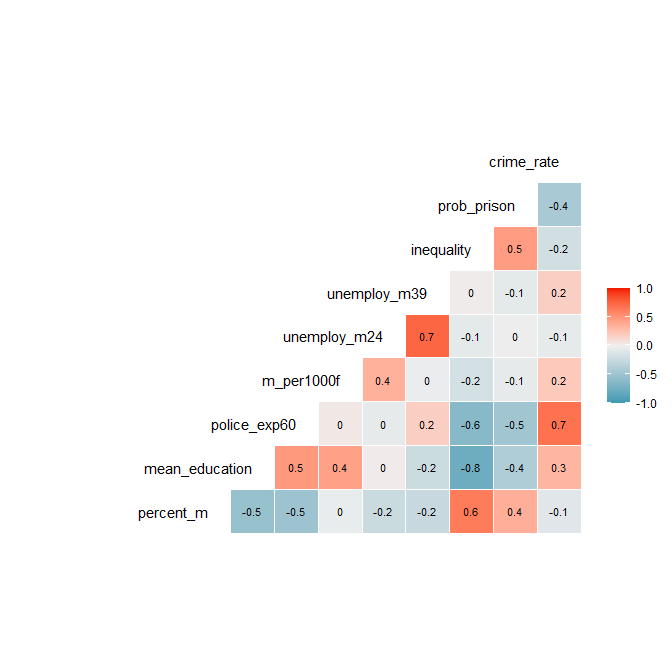 crime_rate
prob_prison -0.4
inequality 0.5 -0.2
unemploy_m39 0 -0.1 0.2
unemploy_m24 0.7 -0.1 0 -0.1
m_per1000f 0.4 0 -0.2 -0.1 0.2
police_exp60 0 0 0.2 -0.6 -0.5 0.7
mean_education 0.5 0.4 0 -0.2 -0.8 -0.4 0.3
percent_m -0.5 -0.5 0 -0.2 -0.2 0.6 0.4 -0.1
1.0
0.5
0.0
-0.5
-1.0